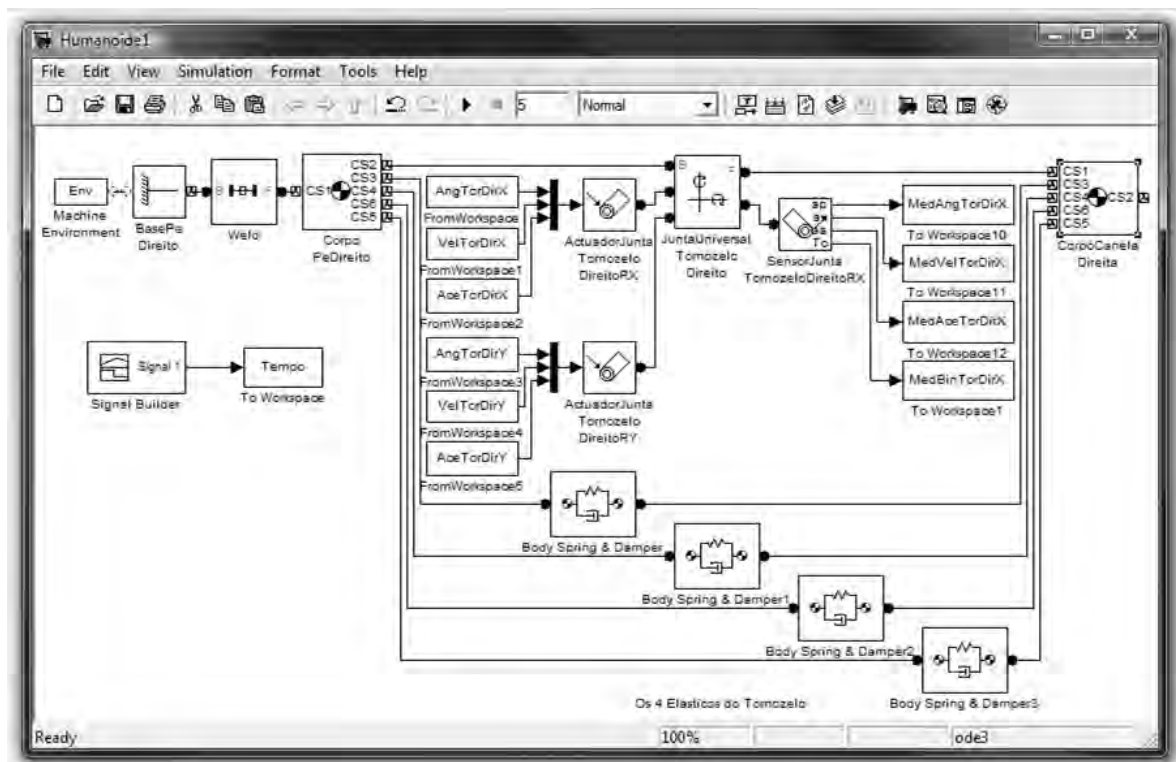 Humanoide1
File Edit View Simulation Format Tools Help
5 Normal
Env
Machine
Environment
BasePe
Direito
B F
Weld
CS1
CS2
CS3
CS4
CS6
CS5
Corpo
PeDireito
AngTorDirX
FromWorkspace
VelTorDirX
FromWorkspace1
AceTorDirX
FromWorkspace2
ActuadorJunta
Tornozelo
DireitoRX
B F
JuntaUniversal
Tornozelo
Direito
ap
av
aa
Tc
SensorJunta
TornozeloDireitoRX
MedAngTorDirX
To Workspace10
MedVelTorDirX
To Workspace11
MedAceTorDirX
To Workspace12
MedBinTorDirX
To Workspace1
CS1
CS3
CS4
CS6
CS5
CS2
CorpoCanela
Direita
Signal 1
Signal Builder
Tempo
To Workspace
AngTorDirY
FromWorkspace3
VelTorDirY
FromWorkspace4
AceTorDirY
FromWorkspace5
ActuadorJunta
Tornozelo
DireitoRY
Body Spring & Damper
Body Spring & Damper1
Body Spring & Damper2
Body Spring & Damper3
Os 4 Elasticos do Tornozelo
Ready 100% ode3